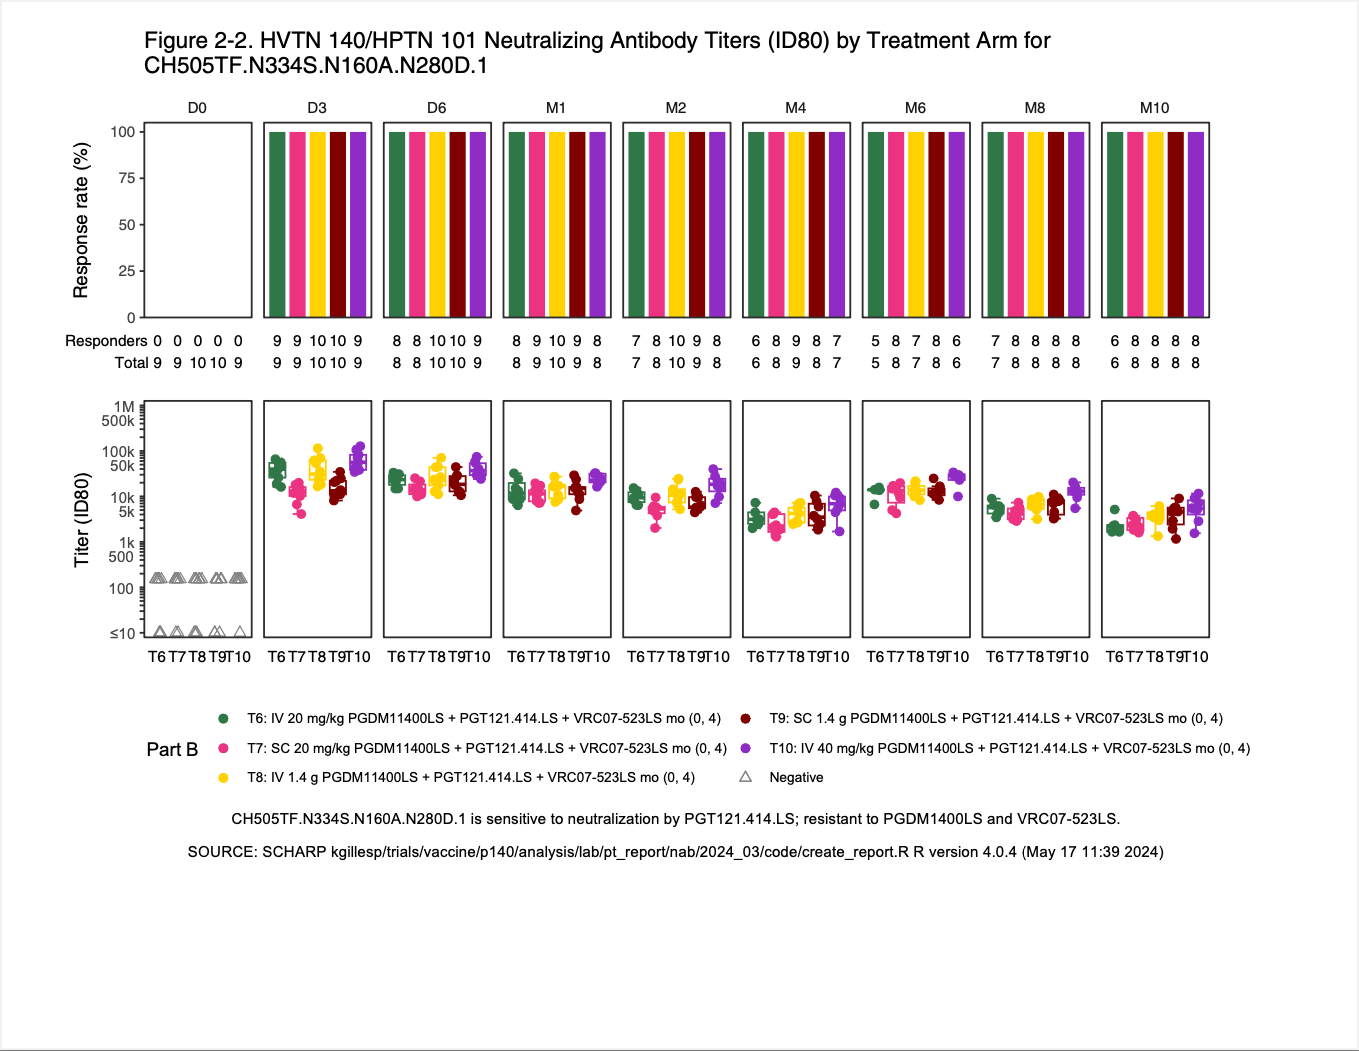 Figure 2-2. HVTN 140/HPTN 101 Neutralizing Antibody Titers (ID80) by Treatment Arm for
CH505TF.N334S.N160A.N280D.1
D0 D3 D6 M1 M2 M4 M6 M8 M10
Response rate (%)
100
75
50
25
0
Responders 0 0 0 0 0 9 9 10 10 9 8 8 10 10 9 8 9 10 9 8 7 8 10 9 8 6 8 9 8 7 5 8 7 8 6 7 8 8 8 8 6 8 8 8 8
Total 9 9 10 10 9 9 9 10 10 9 8 8 10 10 9 8 9 10 9 8 7 8 10 9 8 6 8 9 8 7 5 8 7 8 6 7 8 8 8 8 6 8 8 8 8
Titer (ID80)
1M
500k
100k
50k
10k
5k
1k
500
100
≤10
T6 T7 T8 T9 T10 T6 T7 T8 T9 T10 T6 T7 T8 T9 T10 T6 T7 T8 T9 T10 T6 T7 T8 T9 T10 T6 T7 T8 T9 T10 T6 T7 T8 T9 T10 T6 T7 T8 T9 T10 T6 T7 T8 T9 T10
Part B
T6: IV 20 mg/kg PGDM11400LS + PGT121.414.LS + VRC07-523LS mo (0, 4)
T7: SC 20 mg/kg PGDM11400LS + PGT121.414.LS + VRC07-523LS mo (0, 4)
T8: IV 1.4 g PGDM11400LS + PGT121.414.LS + VRC07-523LS mo (0, 4)
T9: SC 1.4 g PGDM11400LS + PGT121.414.LS + VRC07-523LS mo (0, 4)
T10: IV 40 mg/kg PGDM11400LS + PGT121.414.LS + VRC07-523LS mo (0, 4)
Negative
CH505TF.N334S.N160A.N280D.1 is sensitive to neutralization by PGT121.414.LS; resistant to PGDM1400LS and VRC07-523LS.
SOURCE: SCHARP kgillesp/trials/vaccine/p140/analysis/lab/pt_report/nab/2024_03/code/create_report.R R version 4.0.4 (May 17 11:39 2024)